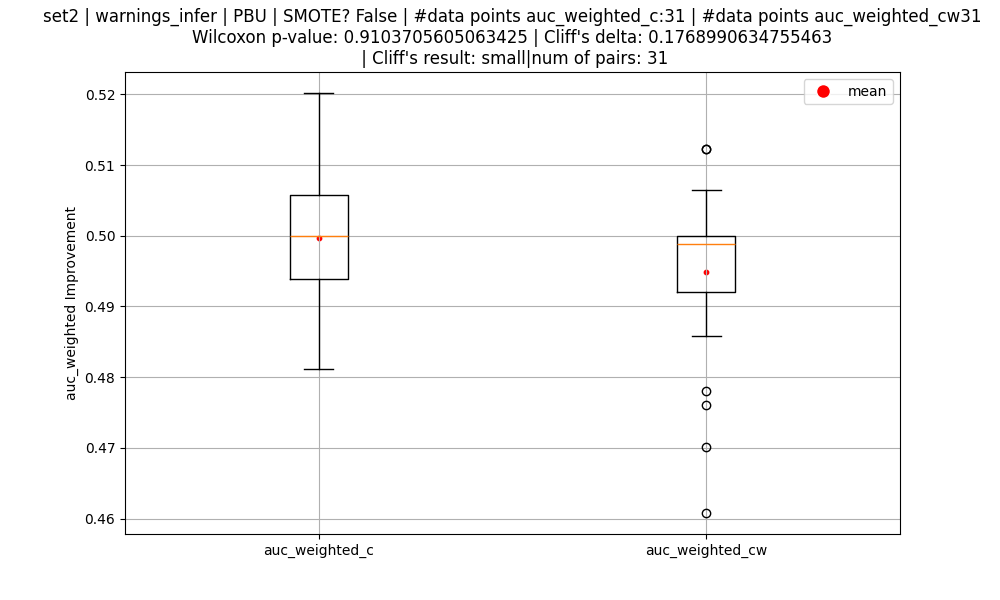 set2 | warnings_infer | PBU | SMOTE? False | #data points auc_weighted_c:31 | #data points auc_weighted_cw31
Wilcoxon p-value: 0.9103705605063425 | Cliff's delta: 0.1768990634755463
| Cliff's result: small|num of pairs: 31
mean
0.52
0.51
0.50
0.49
0.48
0.47
0.46
auc_weighted Improvement
auc_weighted_c
auc_weighted_cw